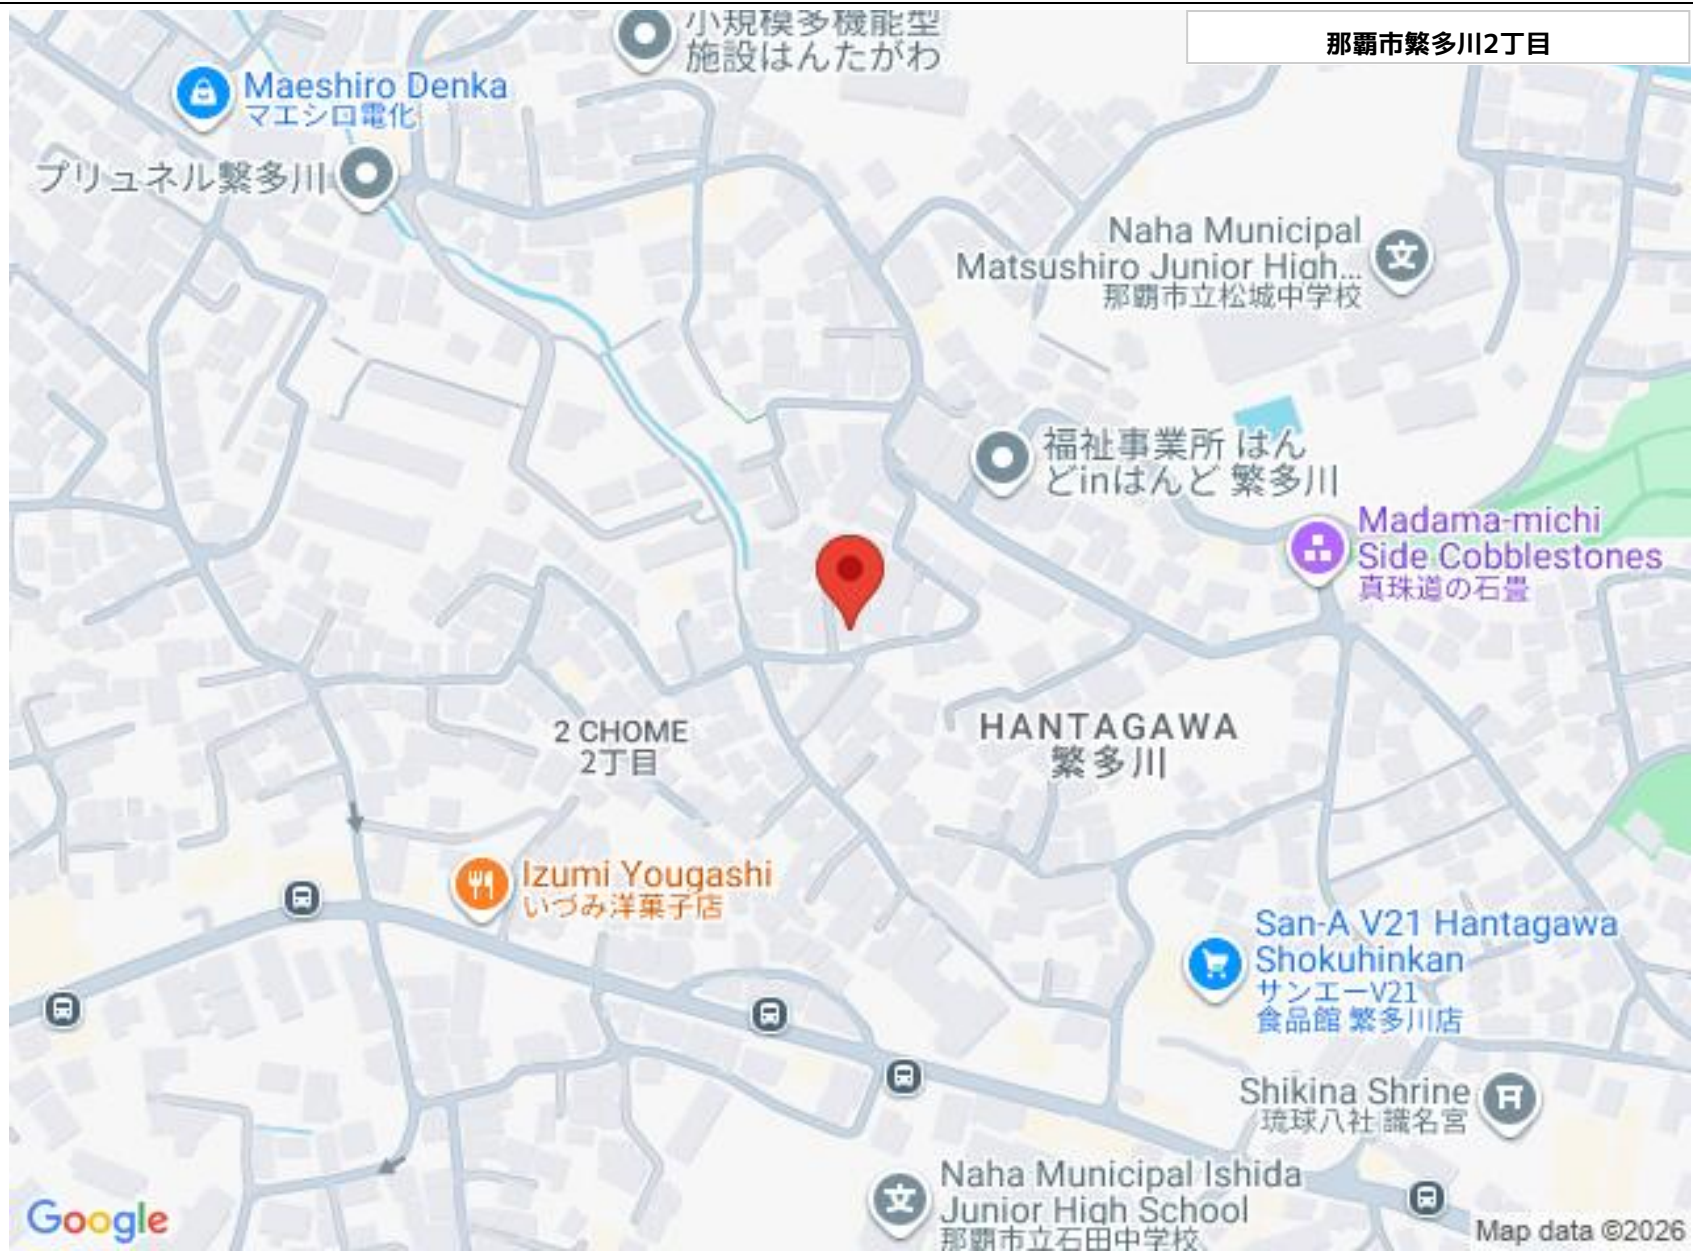 小規模多機能型
施設はんたがわ
那覇市繁多川2丁目
Maeshiro Denka
マエシロ電化
プリュネル繁多川
Naha Municipal
Matsushiro Junior High...
那覇市立松城中学校
福祉事業所 はん
どinはんど 繁多川
Madama-michi
Side Cobblestones
真珠道の石畳
2 CHOME
2丁目
HANTAGAWA
繁多川
Izumi Yougashi
いづみ洋菓子店
San-A V21 Hantagawa
Shokuhinkan
サンエーV21
食品館 繁多川店
Shikina Shrine
琉球八社 識名宮
Naha Municipal Ishida
Junior High School
那覇市立石田中学校
Google
Map data ©2026